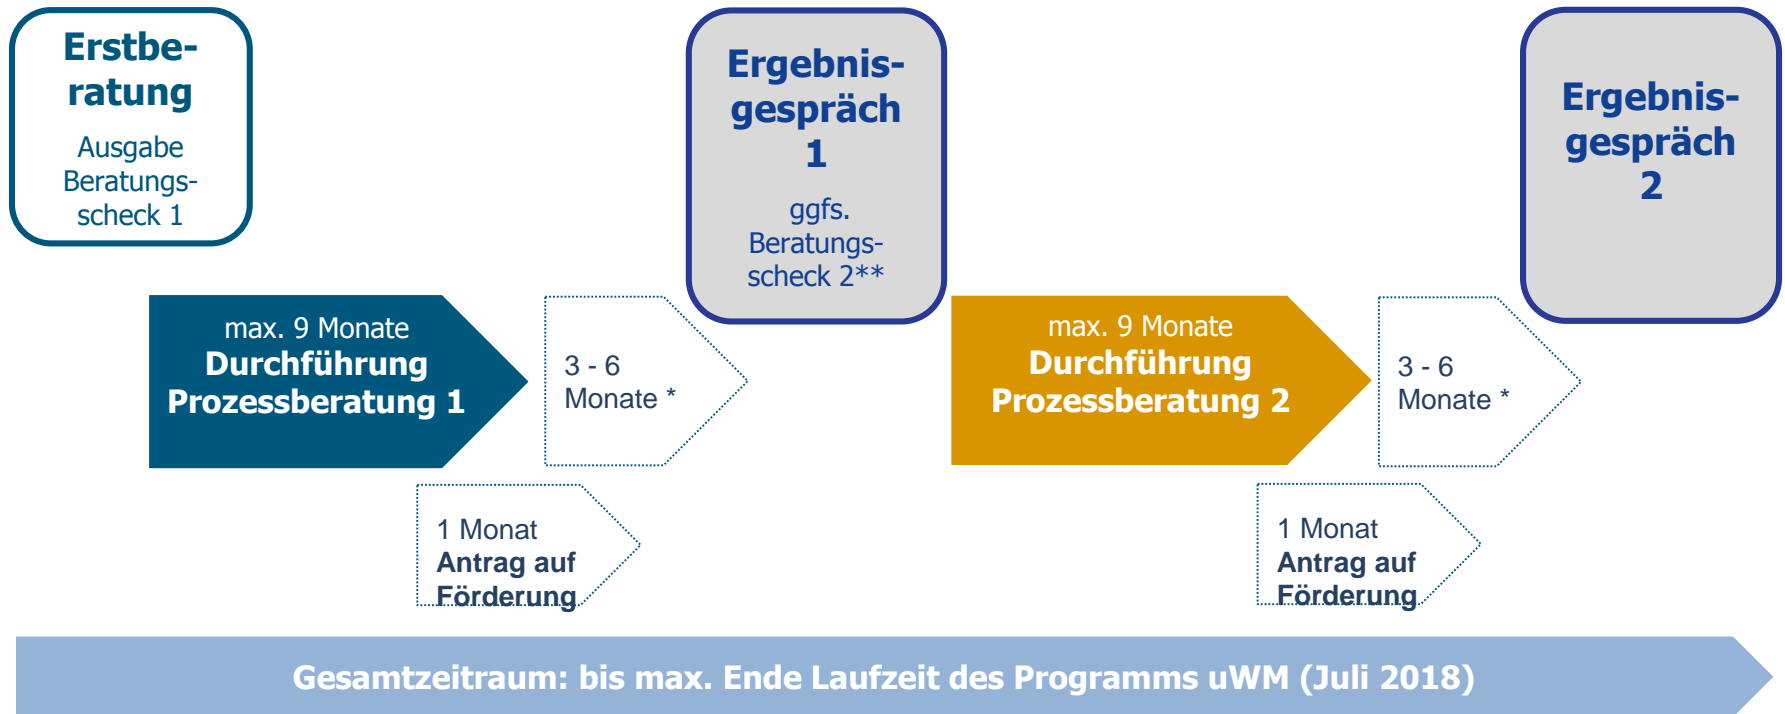 Erstbe-
ratung
Ausgabe
Beratungs-
scheck 1
Ergebnis-
gespräch
1
ggfs.
Beratungs-
scheck 2**
Ergebnis-
gespräch
2
max. 9 Monate
Durchführung
Prozessberatung 1
3 - 6
Monate *
max. 9 Monate
Durchführung
Prozessberatung 2
3 - 6
Monate *
1 Monat
Antrag auf
Förderung
1 Monat
Antrag auf
Förderung
Gesamtzeitraum: bis max. Ende Laufzeit des Programms uWM (Juli 2018)